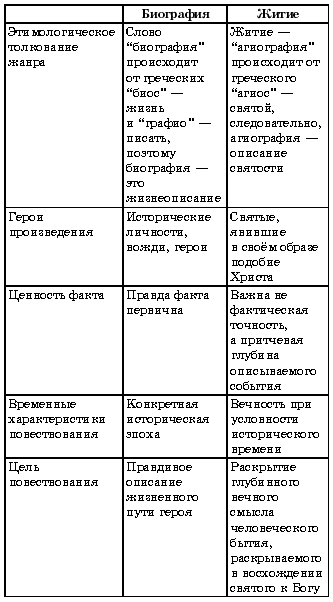 Биография Житие
Этимологическое толкование жанра
Слово
“биография”
происходит
от греческих
“биос” —
жизнь
и “графио” —
писать,
поэтому
биография —
это
жизнеописание
Житие —
“агиография”
происходит от
греческого
“агиос” —
святой,
следовательно,
агиография —
описание
святости
Герои
произведения
Исторические
личности,
вожди, герои
Святые,
явившие
в своём образе
подобие
Христа
Ценность факта
Правда факта
первична
Важна не
фактическая
точность,
а притчевая
глубина
описываемого
события
Временные
характеристики
повествования
Конкретная
историческая
эпоха
Вечность при
условности
исторического
времени
Цель
повествования
Правдивое
описание
жизненного
пути героя
Раскрытие
глубинного
вечного
смысла
человеческого
бытия,
раскрываемого
в восхождении
святого к Богу